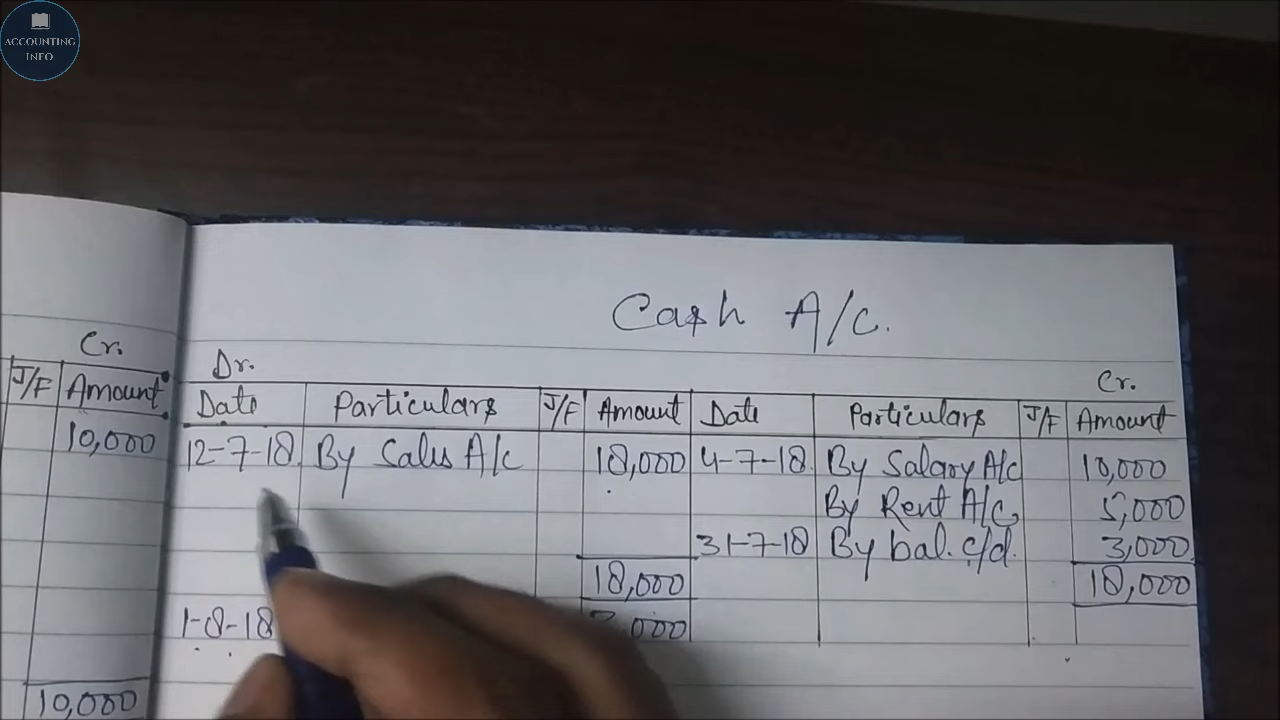 ACCOUNTING
INFO
Cash A/c.
Cr.
Dr.
Cr.
J/F Amount
Date Particulars J/F Amount Date Particulars J/F Amount
10,000
12-7-18 By Sales A/c 18,000 4-7-18 By Salary A/c 10,000
By Rent A/c 5,000
31-7-18 By bal. c/d. 3,000
18,000 18,000
1-8-18
10,000